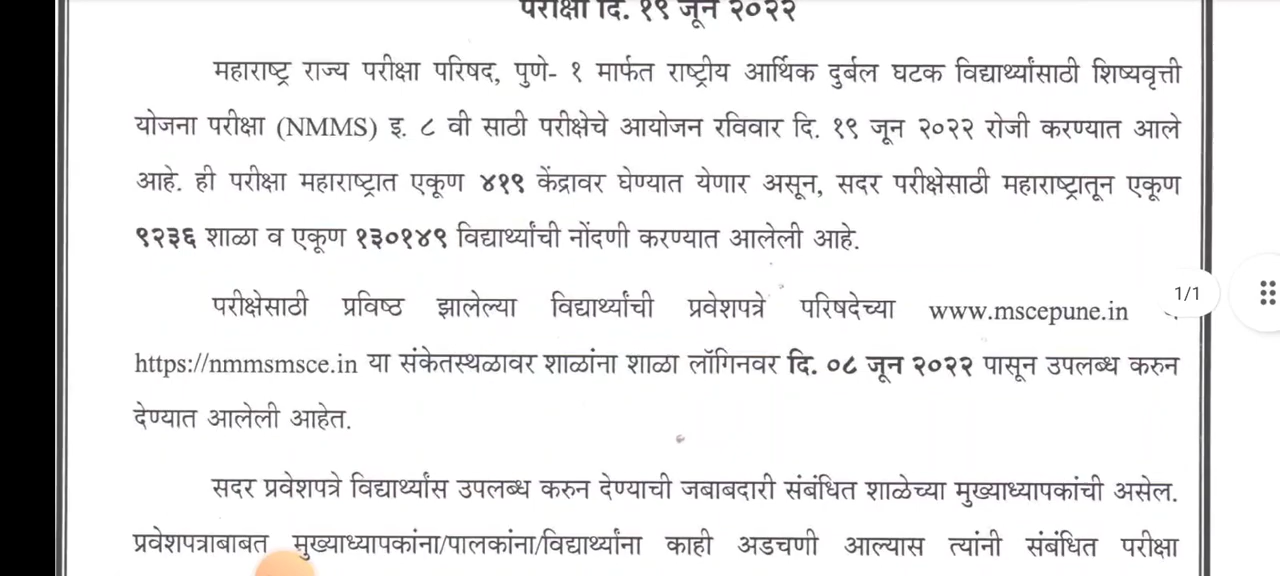 परीक्षा दि. १९ जून २०२२
महाराष्ट्र राज्य परीक्षा परिषद, पुणे- १ मार्फत राष्ट्रीय आर्थिक दुर्बल घटक विद्यार्थ्यांसाठी शिष्यवृत्ती
योजना परीक्षा (NMMS) इ. ८ वी साठी परीक्षेचे आयोजन रविवार दि. १९ जून २०२२ रोजी करण्यात आले
आहे. ही परीक्षा महाराष्ट्रात एकूण ४१९ केंद्रावर घेण्यात येणार असून, सदर परीक्षेसाठी महाराष्ट्रातून एकूण
९२३६ शाळा व एकूण १३०१४९ विद्यार्थ्यांची नोंदणी करण्यात आलेली आहे.
परीक्षेसाठी प्रविष्ठ झालेल्या विद्यार्थ्यांची प्रवेशपत्रे परिषदेच्या www.mscepune.in
1/1
https://nmmsmsce.in या संकेतस्थळावर शाळांना शाळा लॉगिनवर दि. ०८ जून २०२२ पासून उपलब्ध करुन
देण्यात आलेली आहेत.
सदर प्रवेशपत्रे विद्यार्थ्यांस उपलब्ध करुन देण्याची जबाबदारी संबंधित शाळेच्या मुख्याध्यापकांची असेल.
प्रवेशपत्राबाबत मुख्याध्यापकांना/पालकांना/विद्यार्थ्यांना काही अडचणी आल्यास त्यांनी संबंधित परीक्षा